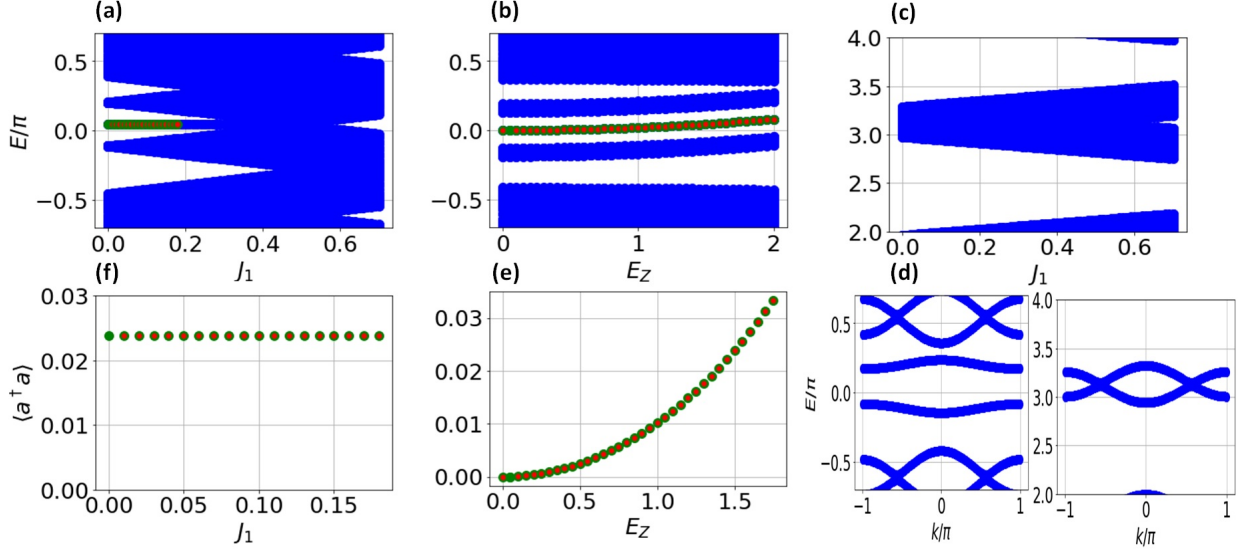 (a)
E/π
0.5
0.0
−0.5
0.0 0.2 0.4 0.6
J₁
(b)
0.5
0.0
−0.5
0 1 2
E_Z
(c)
4.0
3.5
3.0
2.5
2.0
0.0 0.2 0.4 0.6
J₁
(f)
⟨a†a⟩
0.03
0.02
0.01
0.00
0.00 0.05 0.10 0.15
J₁
(e)
0.03
0.02
0.01
0.00
0.0 0.5 1.0 1.5
E_Z
(d)
E/π
0.5
0.0
−0.5
−1 0 1
k/π
4.0
3.5
3.0
2.5
2.0
−1 0 1
k/π